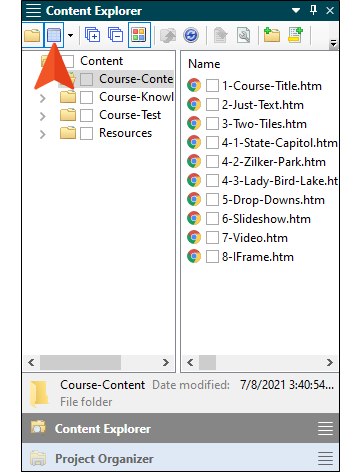 Content Explorer
Content
Course-Conte
Course-Knowl
Course-Test
Resources
Name
1-Course-Title.htm
2-Just-Text.htm
3-Two-Tiles.htm
4-1-State-Capitol.htm
4-2-Zilker-Park.htm
4-3-Lady-Bird-Lake.ht
5-Drop-Downs.htm
6-Slideshow.htm
7-Video.htm
8-IFrame.htm
Course-Content Date modified: 7/8/2021 3:40:54...
File folder
Content Explorer
Project Organizer